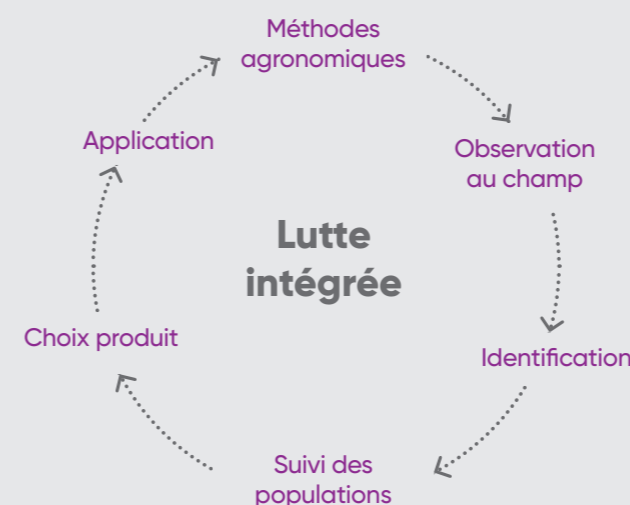 Méthodes
agronomiques
Application
Observation
au champ
Lutte
intégrée
Choix produit
Identification
Suivi des
populations